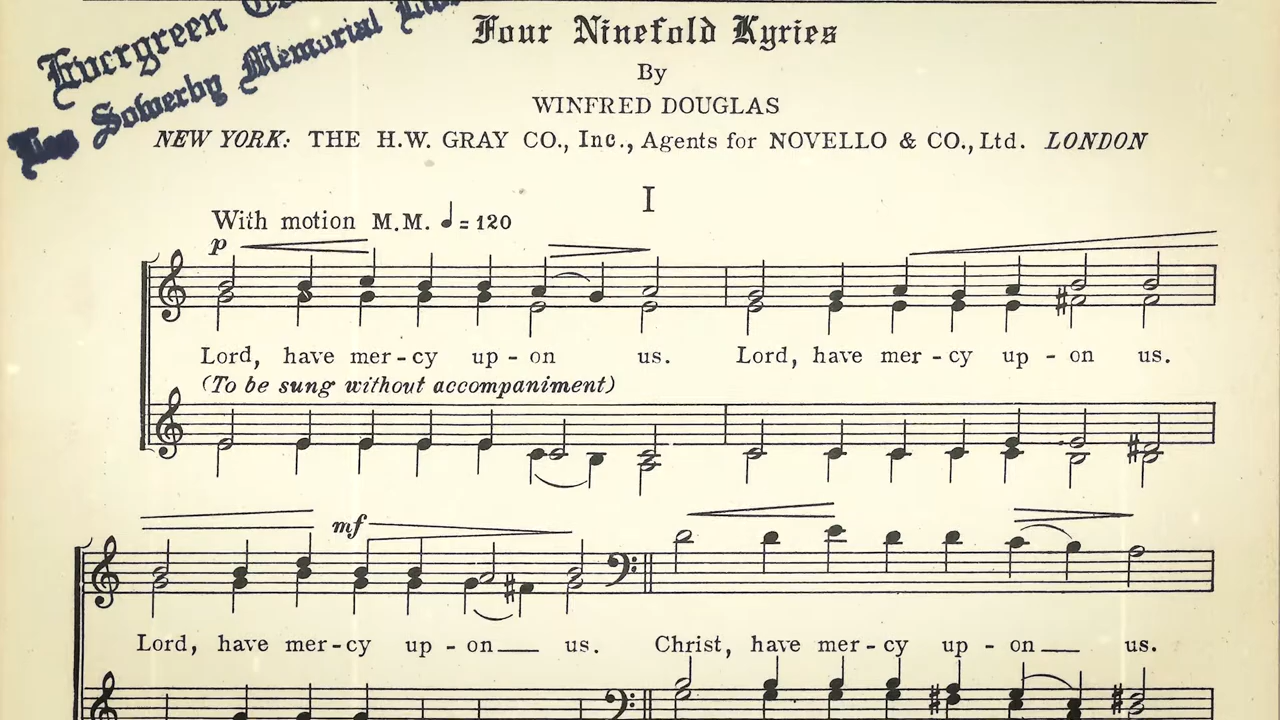 Evergreen
Leo Sowerby Memorial
Four Ninefold Kyries
By
WINFRED DOUGLAS
NEW YORK: THE H.W. GRAY CO., Inc., Agents for NOVELLO & CO., Ltd. LONDON
I
With motion M.M. ♩= 120
p
Lord, have mer-cy up-on us. Lord, have mer-cy up-on us.
(To be sung without accompaniment)
mf
Lord, have mer-cy up-on us. Christ, have mer-cy up-on us.